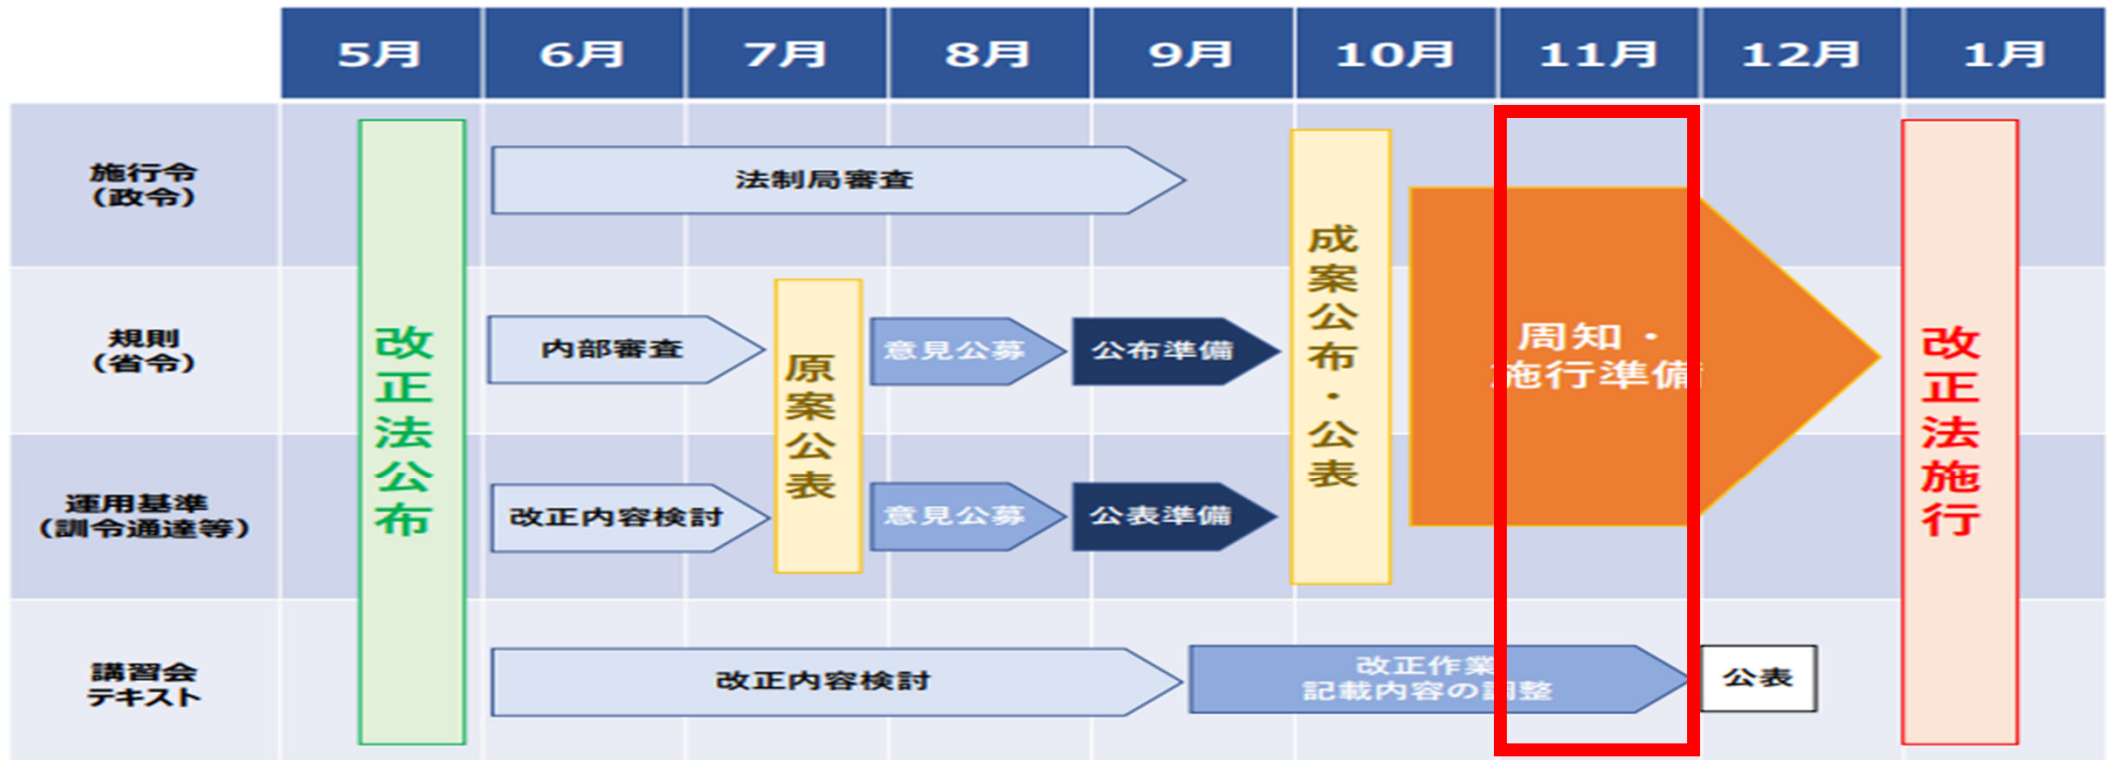 5月
6月
7月
8月
9月
10月
11月
12月
1月
施行令
（政令）
法制局審査
規則
（省令）
内部審査
意見公募
公布準備
運用基準
（訓令通達等）
改正内容検討
意見公募
公表準備
講習会
テキスト
改正内容検討
改正作業
記載内容の調整
公表
改正法公布
原案公表
成案公布・公表
周知・
施行準備
改正法施行